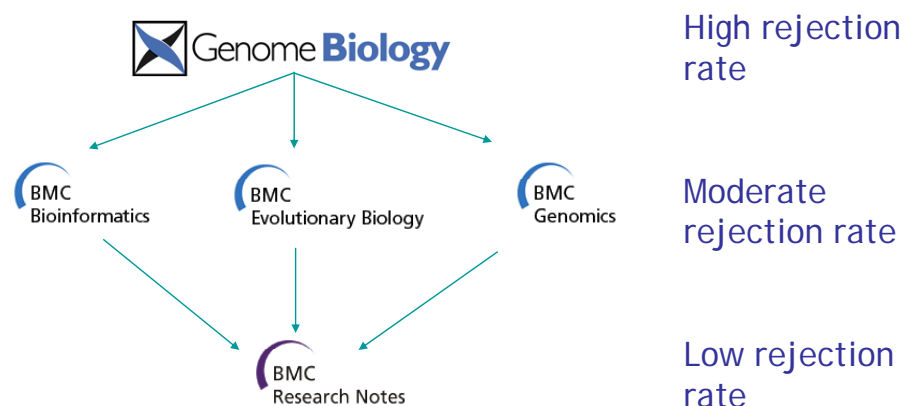 Genome Biology
High rejection
rate
BMC
Bioinformatics
BMC
Evolutionary Biology
BMC
Genomics
Moderate
rejection rate
BMC
Research Notes
Low rejection
rate